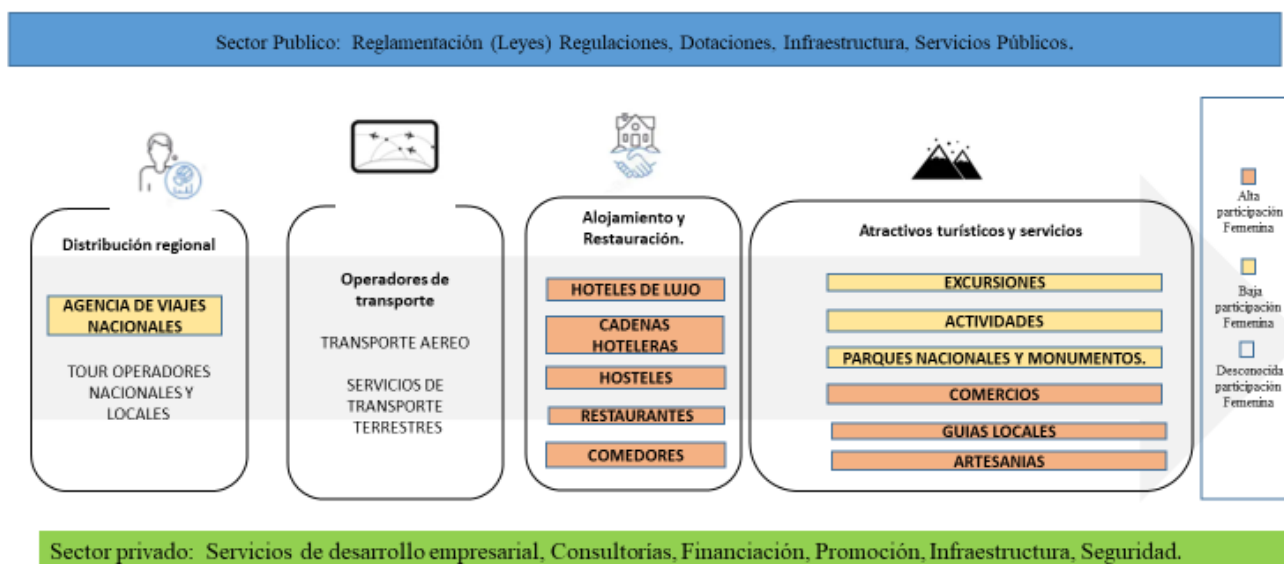 Sector Publico: Reglamentación (Leyes) Regulaciones, Dotaciones, Infraestructura, Servicios Públicos.
Distribución regional
AGENCIA DE VIAJES
NACIONALES
TOUR OPERADORES
NACIONALES Y
LOCALES
Operadores de
transporte
TRANSPORTE AEREO
SERVICIOS DE
TRANSPORTE
TERRESTRES
Alojamiento y
Restauración.
HOTELES DE LUJO
CADENAS
HOTELERAS
HOSTELES
RESTAURANTES
COMEDORES
Atractivos turísticos y servicios
EXCURSIONES
ACTIVIDADES
PARQUES NACIONALES Y MONUMENTOS.
COMERCIOS
GUIAS LOCALES
ARTESANIAS
Alta
participación
Femenina
Baja
participación
Femenina
Desconocida
participación
Femenina
Sector privado: Servicios de desarrollo empresarial, Consultorías, Financiación, Promoción, Infraestructura, Seguridad.